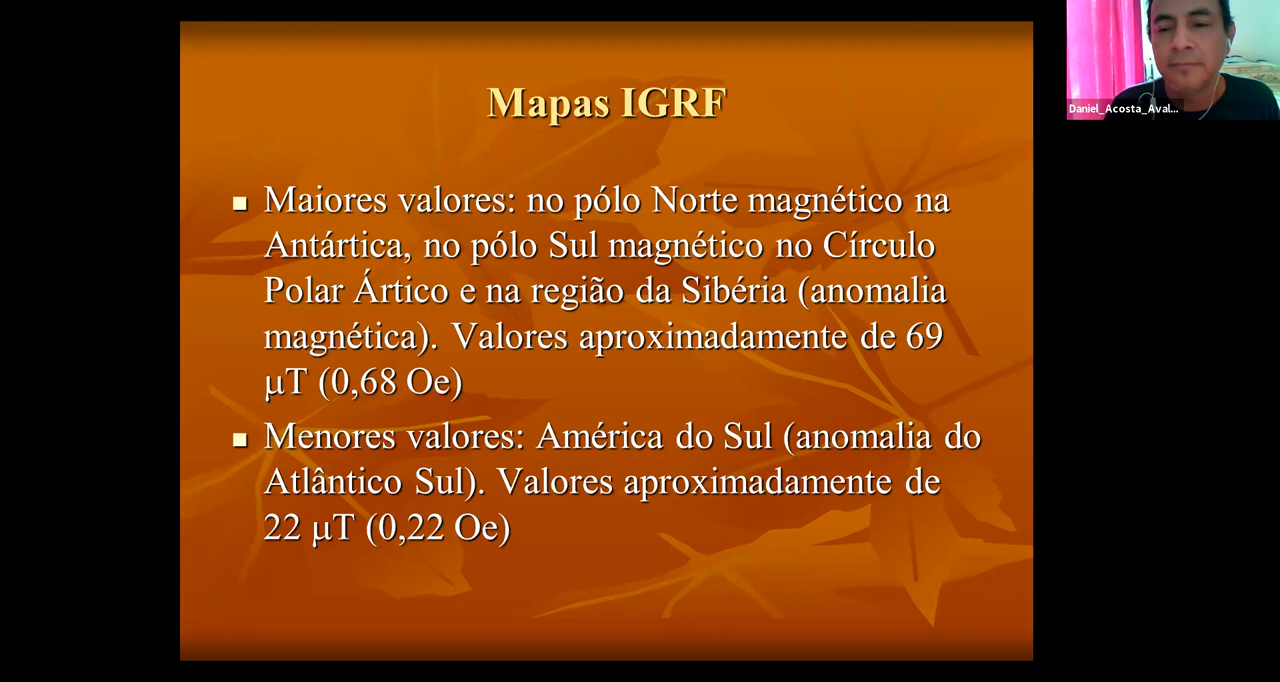 Mapas IGRF
Maiores valores: no pólo Norte magnético na
Antártica, no pólo Sul magnético no Círculo
Polar Ártico e na região da Sibéria (anomalia
magnética). Valores aproximadamente de 69
μT (0,68 Oe)
Menores valores: América do Sul (anomalia do
Atlântico Sul). Valores aproximadamente de
22 μT (0,22 Oe)
Daniel_Acosta_Aval...